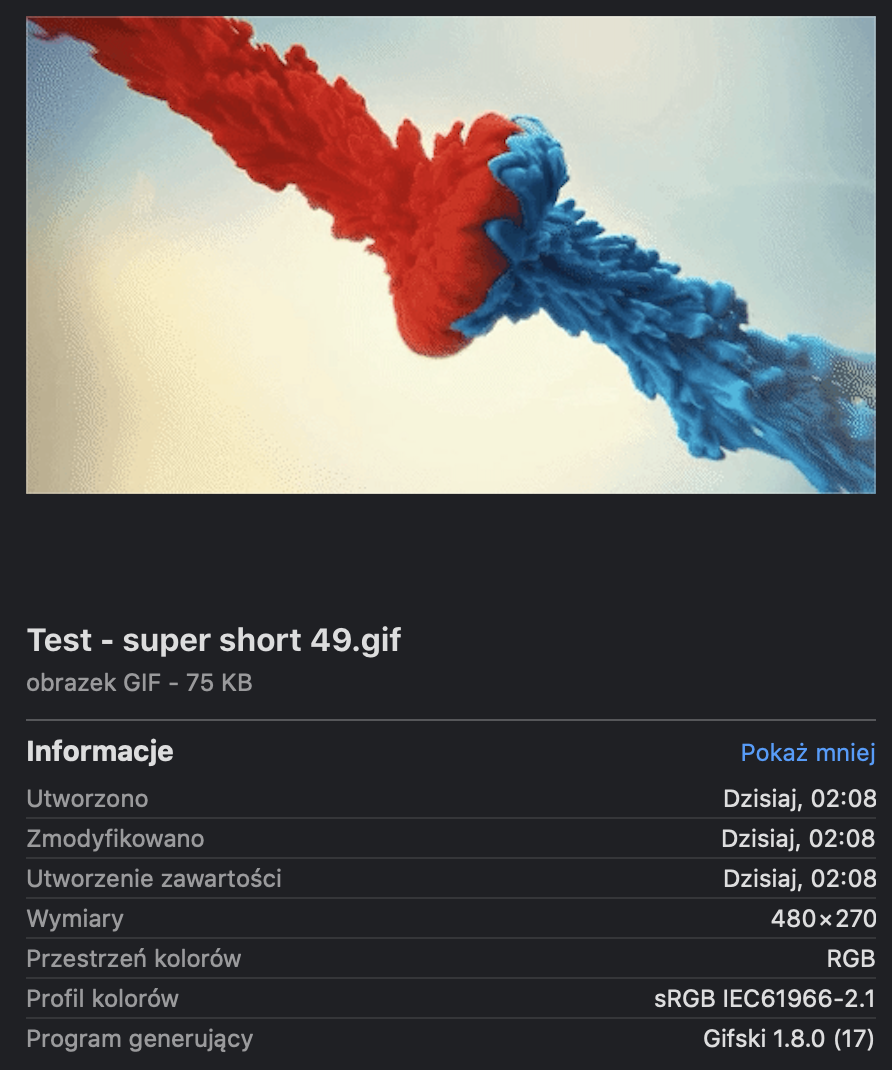 Test - super short 49.gif
obrazek GIF - 75 KB
Informacje Pokaż mniej
Utworzono Dzisiaj, 02:08
Zmodyfikowano Dzisiaj, 02:08
Utworzenie zawartości Dzisiaj, 02:08
Wymiary 480×270
Przestrzeń kolorów RGB
Profil kolorów sRGB IEC61966-2.1
Program generujący Gifski 1.8.0 (17)